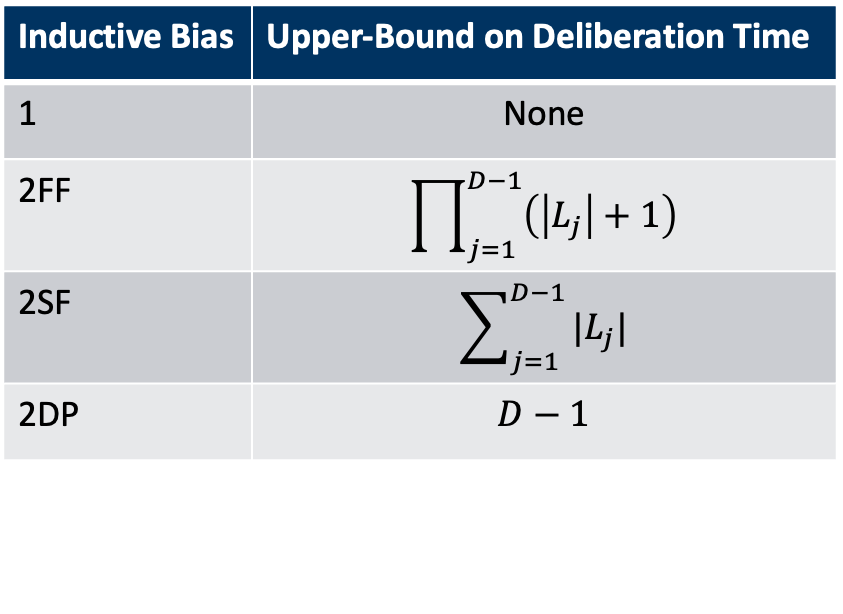 Inductive Bias Upper-Bound on Deliberation Time
1 None
2FF ∏_{j=1}^{D−1} (|L_j| + 1)
2SF ∑_{j=1}^{D−1} |L_j|
2DP D − 1